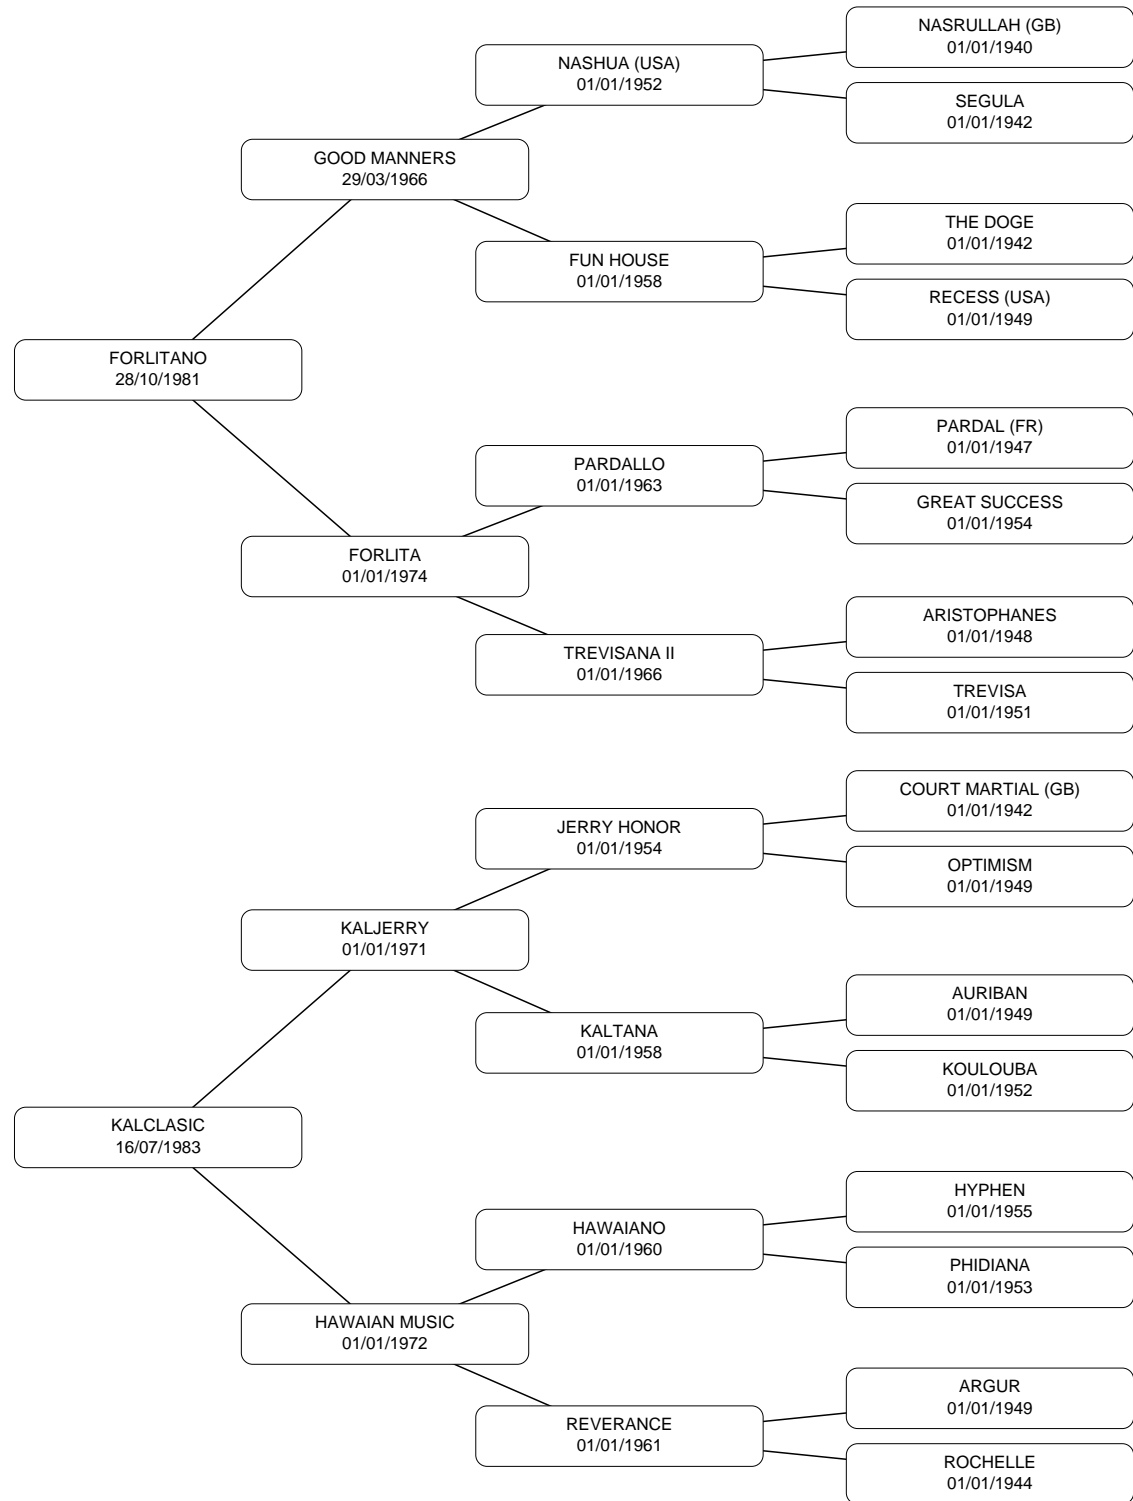 NASRULLAH (GB)
01/01/1940
NASHUA (USA)
01/01/1952
SEGULA
01/01/1942
GOOD MANNERS
29/03/1966
THE DOGE
01/01/1942
FUN HOUSE
01/01/1958
RECESS (USA)
01/01/1949
FORLITANO
28/10/1981
PARDAL (FR)
01/01/1947
PARDALLO
01/01/1963
GREAT SUCCESS
01/01/1954
FORLITA
01/01/1974
ARISTOPHANES
01/01/1948
TREVISANA II
01/01/1966
TREVISA
01/01/1951
COURT MARTIAL (GB)
01/01/1942
JERRY HONOR
01/01/1954
OPTIMISM
01/01/1949
KALJERRY
01/01/1971
AURIBAN
01/01/1949
KALTANA
01/01/1958
KOULOUBA
01/01/1952
KALCLASIC
16/07/1983
HYPHEN
01/01/1955
HAWAIANO
01/01/1960
PHIDIANA
01/01/1953
HAWAIAN MUSIC
01/01/1972
ARGUR
01/01/1949
REVERANCE
01/01/1961
ROCHELLE
01/01/1944